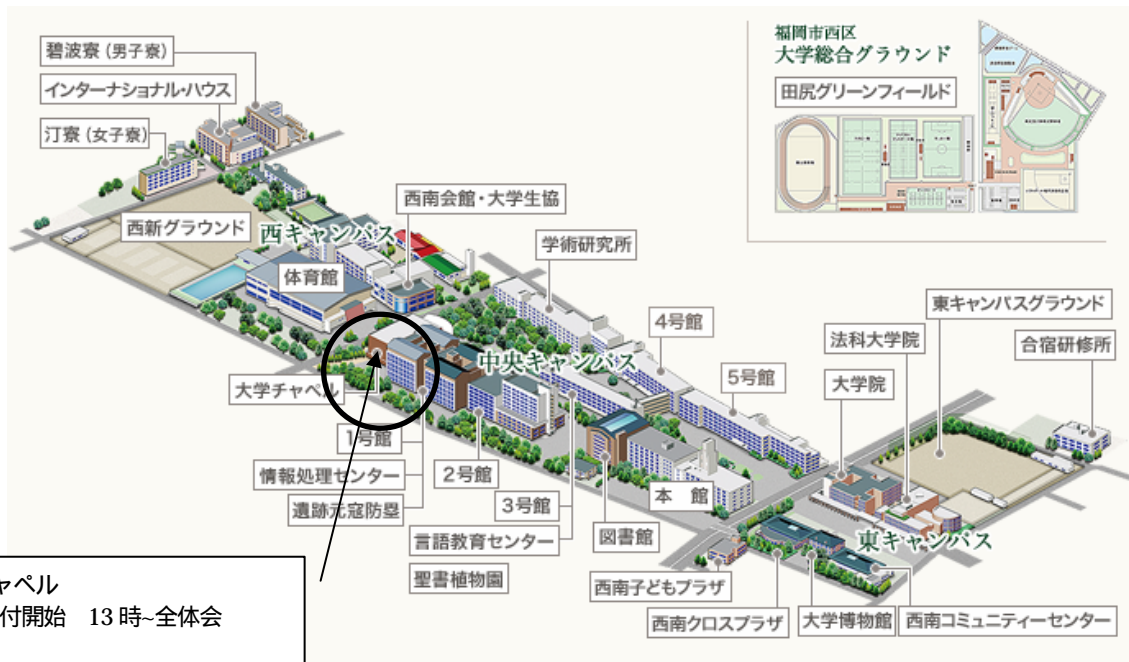 福岡市西区
大学総合グラウンド
田尻グリーンフィールド
碧波寮(男子寮)
インターナショナル・ハウス
汀寮(女子寮)
西新グラウンド
西キャンパス
西南会館・大学生協
体育館
学術研究所
4号館
5号館
東キャンパスグラウンド
法科大学院
合宿研修所
大学院
中央キャンパス
大学チャペル
1号館
情報処理センター
遺跡元寇防塁
2号館
3号館
言語教育センター
聖書植物園
図書館
本 館
東キャンパス
西南子どもプラザ
西南クロスプラザ
大学博物館
西南コミュニティーセンター
ャペル
付開始 13時~全体会